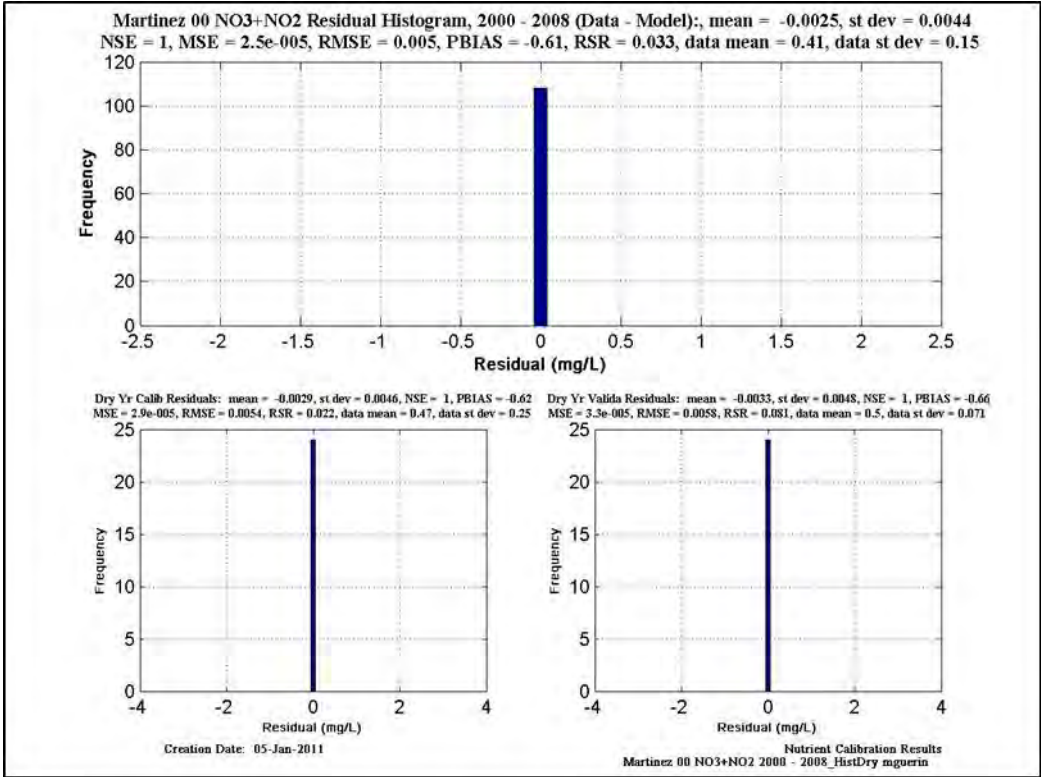 Martinez 00 NO3+NO2 Residual Histogram, 2000 - 2008 (Data - Model):, mean = -0.0025, st dev = 0.0044
NSE = 1, MSE = 2.5e-005, RMSE = 0.005, PBIAS = -0.61, RSR = 0.033, data mean = 0.41, data st dev = 0.15
120
100
80
60
40
20
0
Frequency
-2.5 -2 -1.5 -1 -0.5 0 0.5 1 1.5 2 2.5
Residual (mg/L)
Dry Yr Calib Residuals: mean = -0.0029, st dev = 0.0046, NSE = 1, PBIAS = -0.62
MSE = 2.9e-005, RMSE = 0.0054, RSR = 0.022, data mean = 0.47, data st dev = 0.25
25
20
15
10
5
0
Frequency
-4 -2 0 2 4
Residual (mg/L)
Dry Yr Valida Residuals: mean = -0.0033, st dev = 0.0048, NSE = 1, PBIAS = -0.66
MSE = 3.3e-005, RMSE = 0.0058, RSR = 0.081, data mean = 0.5, data st dev = 0.071
25
20
15
10
5
0
Frequency
-4 -2 0 2 4
Residual (mg/L)
Creation Date: 05-Jan-2011
Nutrient Calibration Results
Martinez 00 NO3+NO2 2000 - 2008_HistDry mguerin